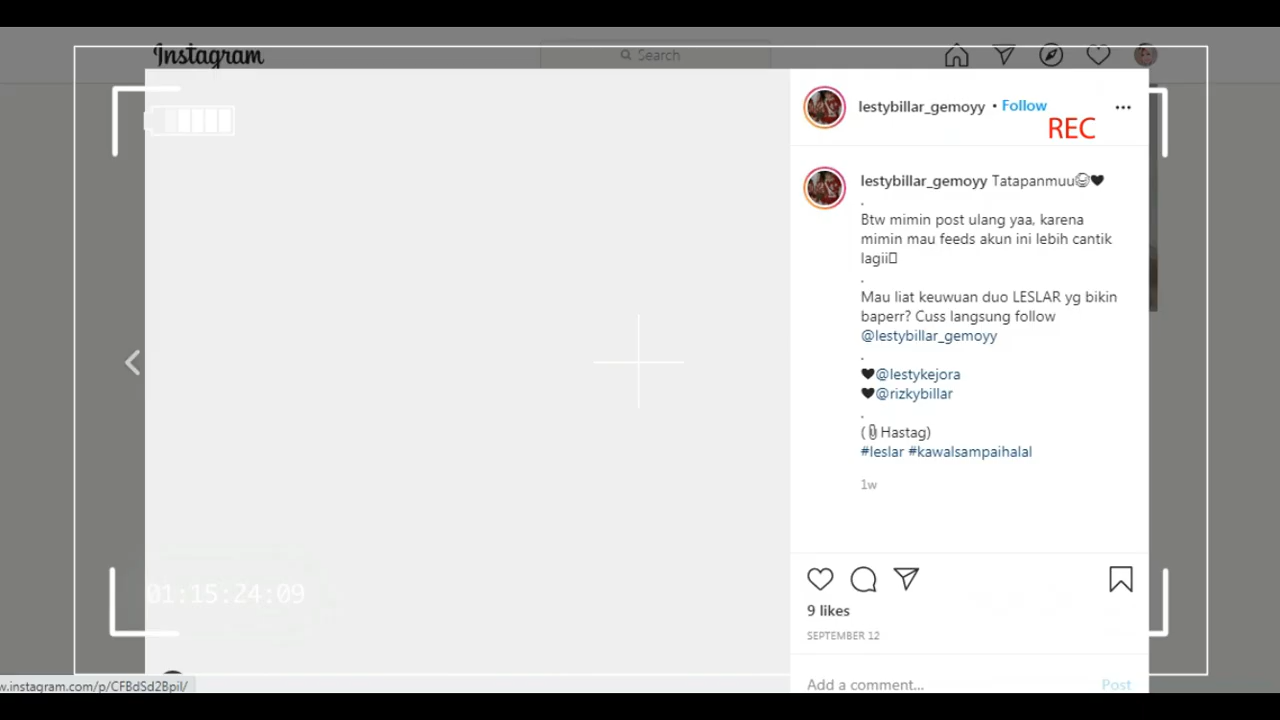 Instagram
Search
lestybillar_gemoyy • Follow
REC
lestybillar_gemoyy Tatapanmuu😆🖤
.
Btw mimin post ulang yaa, karena
mimin mau feeds akun ini lebih cantik
lagii
.
Mau liat keuwuan duo LESLAR yg bikin
baperr? Cuss langsung follow
@lestybillar_gemoyy
.
🖤@lestykejora
🖤@rizkybillar
.
(📎Hastag)
#leslar #kawalsampaihalal
1w
01:15:24:09
9 likes
SEPTEMBER 12
w.instagram.com/p/CFBdSd2Bpil/
Add a comment...
Post